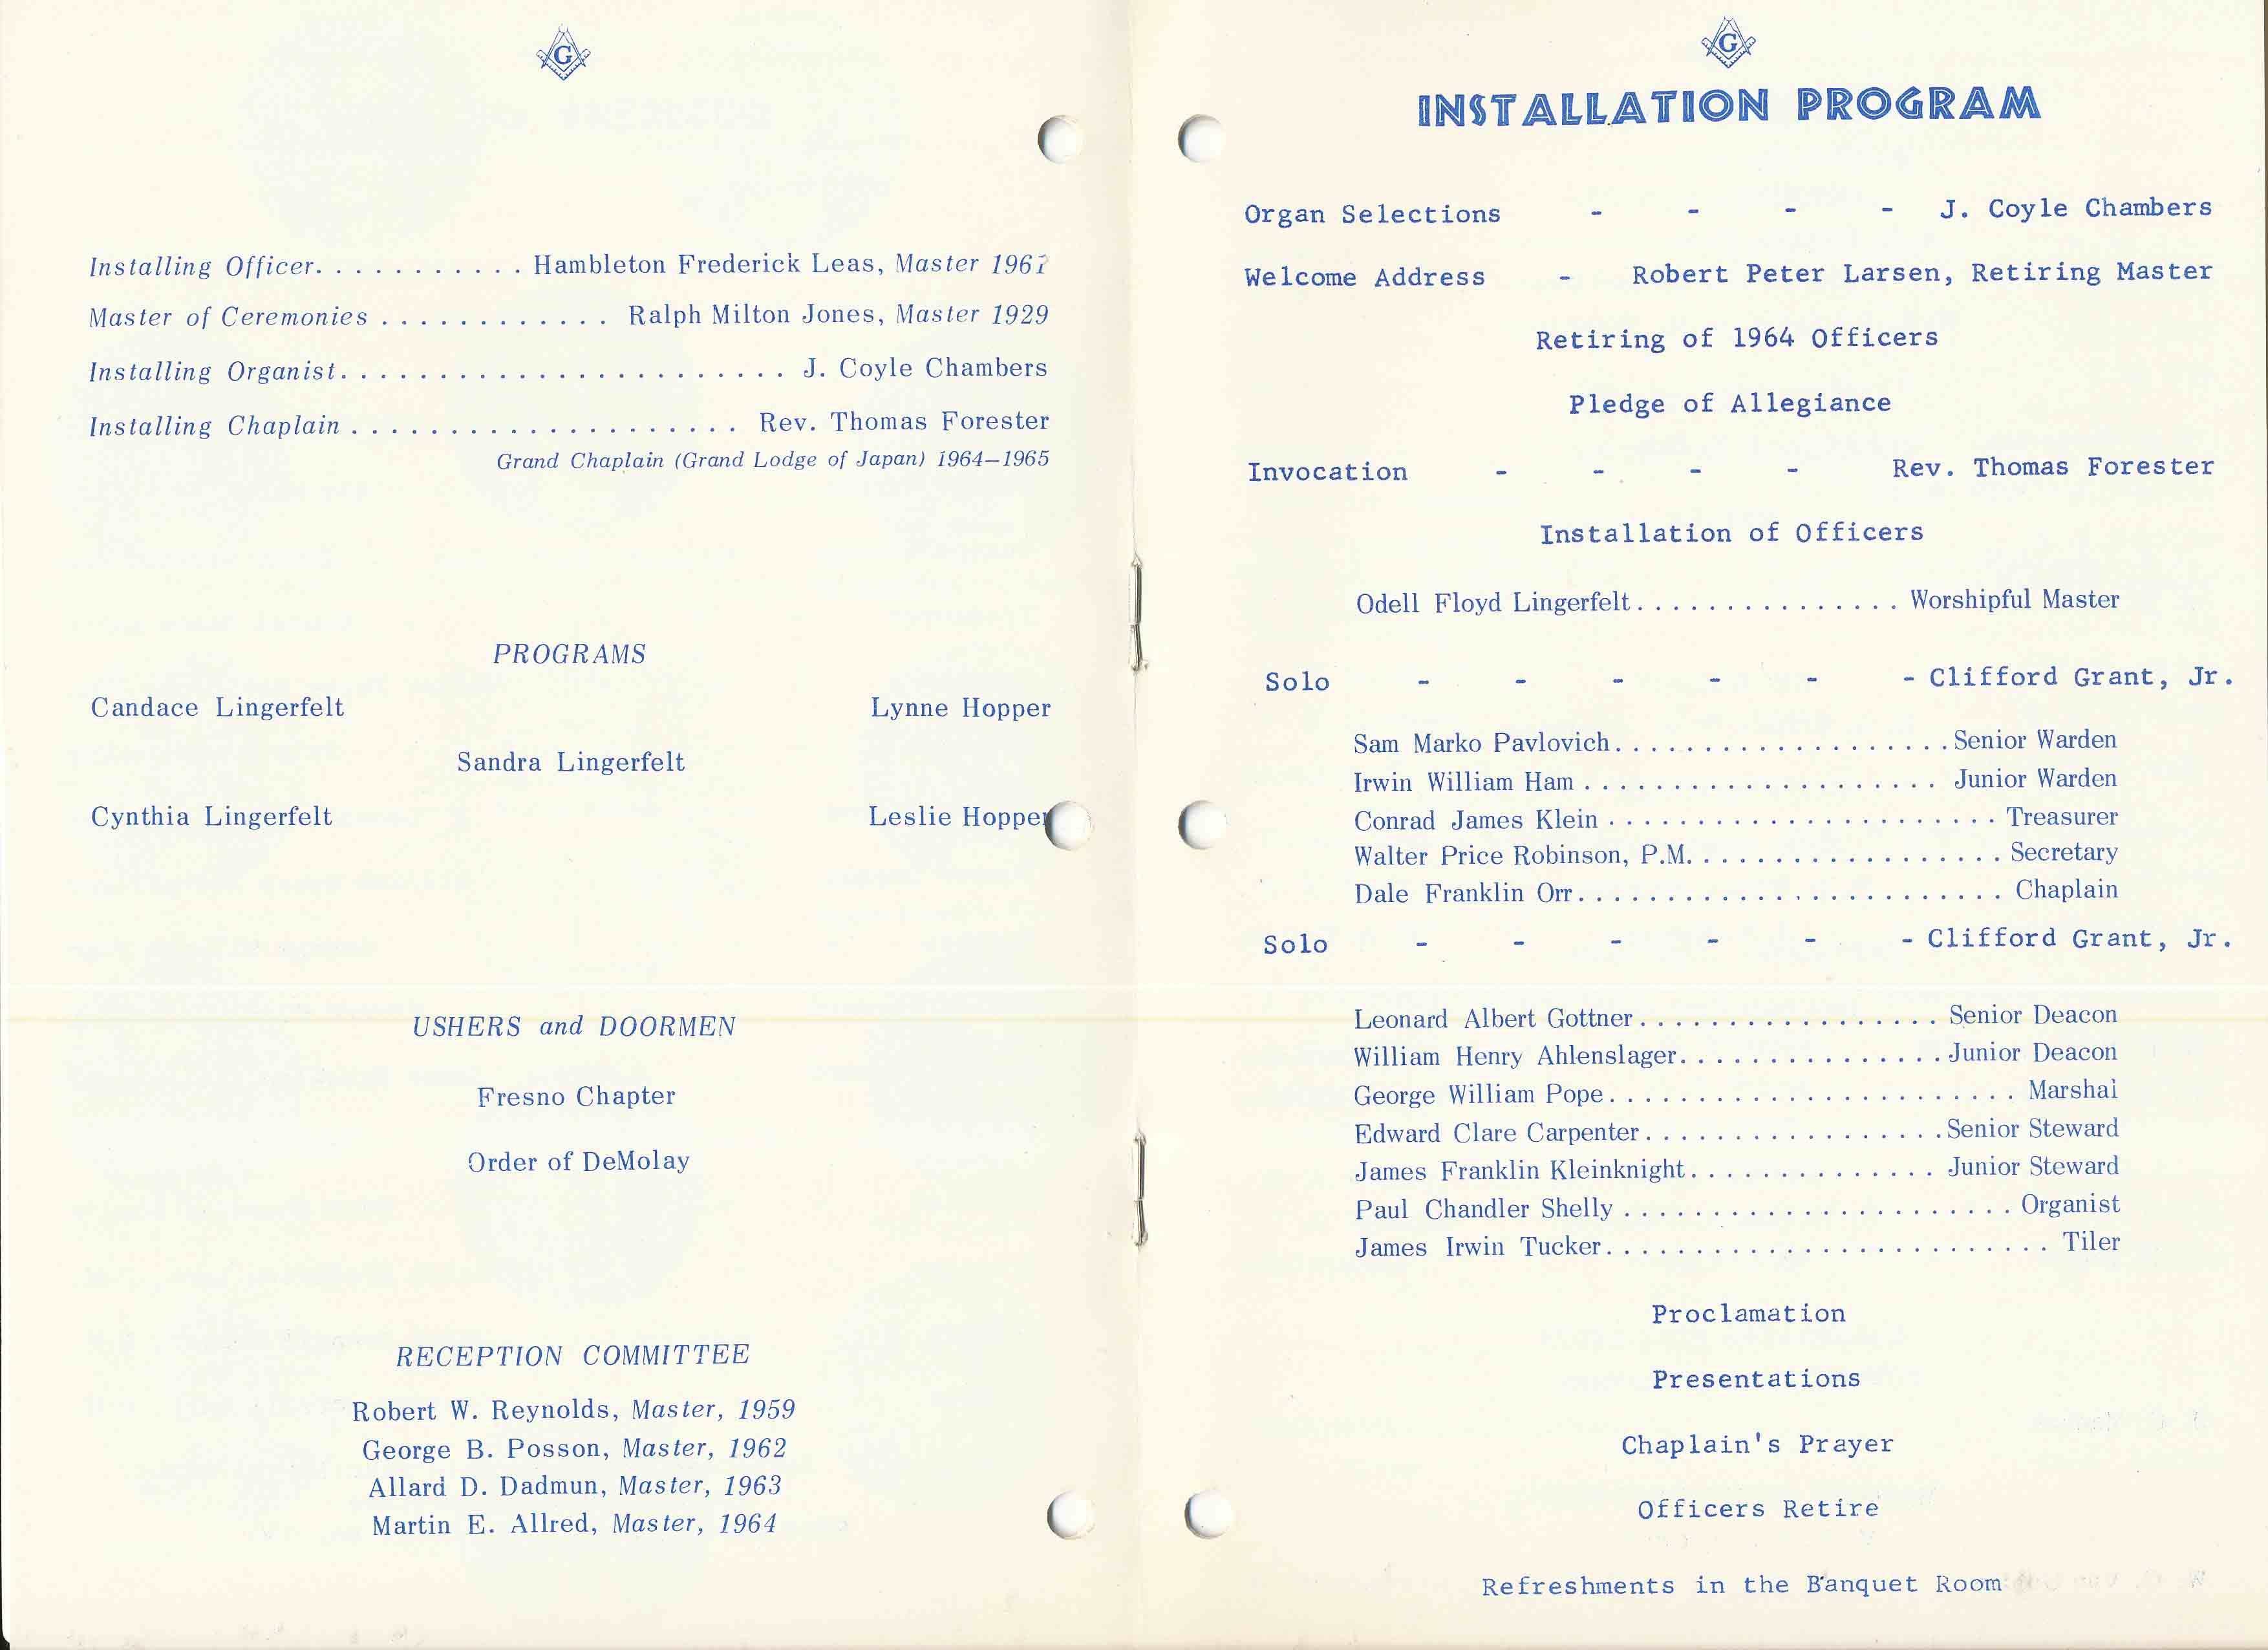 G
Installing Officer. . . . . . . . . . . Hambleton Frederick Leas, Master 1961
Master of Ceremonies . . . . . . . . . . . . Ralph Milton Jones, Master 1929
Installing Organist. . . . . . . . . . . . . . . . . . . . . . . J. Coyle Chambers
Installing Chaplain . . . . . . . . . . . . . . . . . . . . Rev. Thomas Forester
Grand Chaplain (Grand Lodge of Japan) 1964–1965
PROGRAMS
Candace Lingerfelt Lynne Hopper
Sandra Lingerfelt
Cynthia Lingerfelt Leslie Hopper
USHERS and DOORMEN
Fresno Chapter
Order of DeMolay
RECEPTION COMMITTEE
Robert W. Reynolds, Master, 1959
George B. Posson, Master, 1962
Allard D. Dadmun, Master, 1963
Martin E. Allred, Master, 1964
G
INSTALLATION PROGRAM
Organ Selections - - - - J. Coyle Chambers
Welcome Address - Robert Peter Larsen, Retiring Master
Retiring of 1964 Officers
Pledge of Allegiance
Invocation - - - - Rev. Thomas Forester
Installation of Officers
Odell Floyd Lingerfelt. . . . . . . . . . . . . . . Worshipful Master
Solo - - - - - - Clifford Grant, Jr.
Sam Marko Pavlovich. . . . . . . . . . . . . . . . . . . Senior Warden
Irwin William Ham . . . . . . . . . . . . . . . . . . . . Junior Warden
Conrad James Klein . . . . . . . . . . . . . . . . . . . . . . Treasurer
Walter Price Robinson, P.M. . . . . . . . . . . . . . . . . . . Secretary
Dale Franklin Orr. . . . . . . . . . . . . . . . . . . . . . . . Chaplain
Solo - - - - - - Clifford Grant, Jr.
Leonard Albert Gottner. . . . . . . . . . . . . . . . . Senior Deacon
William Henry Ahlenslager. . . . . . . . . . . . . . . Junior Deacon
George William Pope. . . . . . . . . . . . . . . . . . . . . . . Marshal
Edward Clare Carpenter. . . . . . . . . . . . . . . . . Senior Steward
James Franklin Kleinknight. . . . . . . . . . . . . . Junior Steward
Paul Chandler Shelly . . . . . . . . . . . . . . . . . . . . . . Organist
James Irwin Tucker. . . . . . . . . . . . . . . . . . . . . . . . . Tiler
Proclamation
Presentations
Chaplain's Prayer
Officers Retire
Refreshments in the Banquet Room